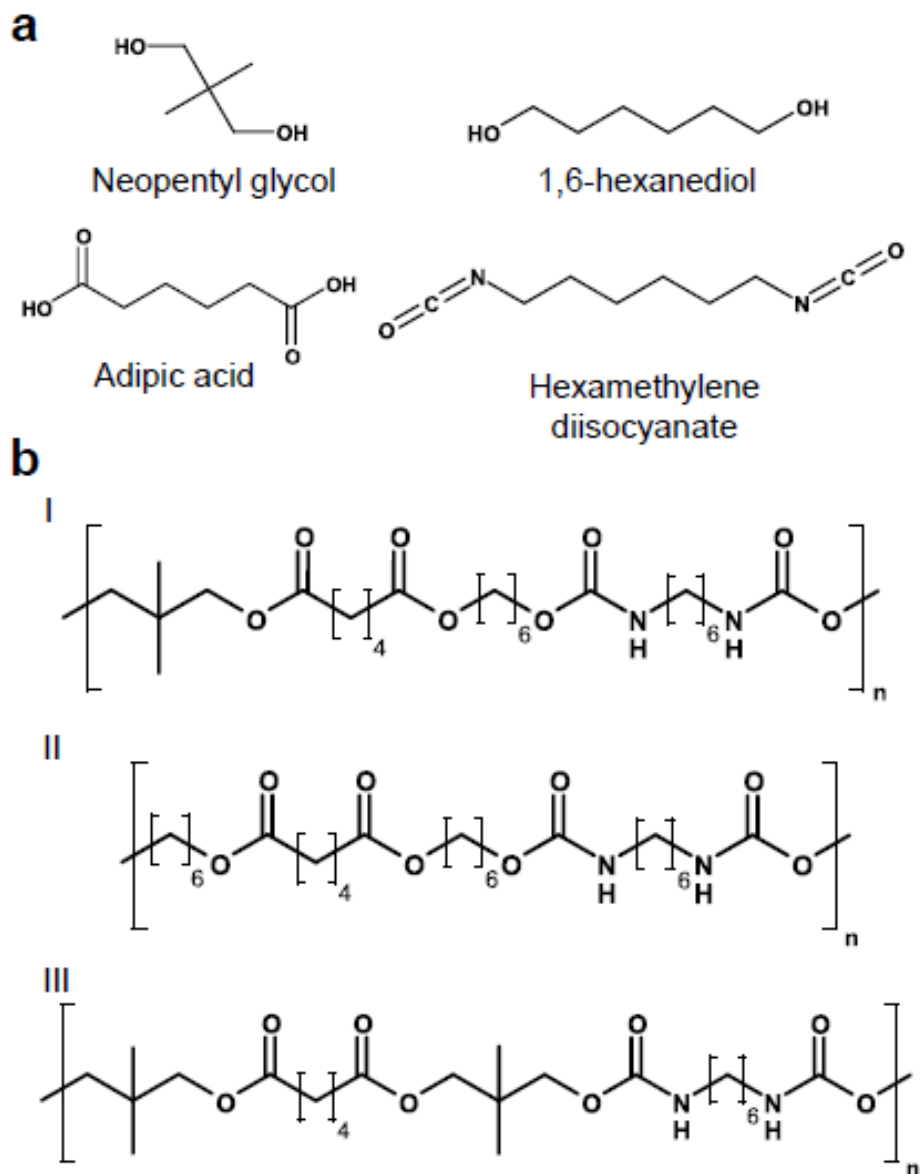 a
HO
OH
Neopentyl glycol
HO
OH
1,6-hexanediol
O
HO
OH
O
Adipic acid
O
C
N
N
C
O
Hexamethylene
diisocyanate
b
I
O O O O
O 4 O 6 O N H 6 N H O n
II
O O O O
6 O 4 O 6 O N H 6 N H O n
III
O O O O
O 4 O O N H 6 N H O n